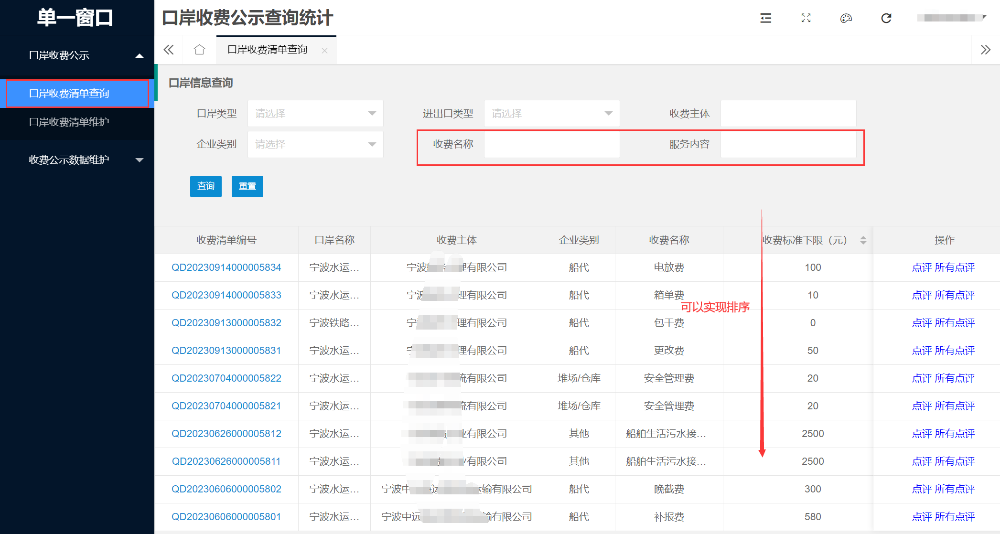 单一窗口
口岸收费公示
口岸收费清单查询
口岸收费清单维护
收费公示数据维护
口岸收费公示查询统计
口岸收费清单查询
口岸信息查询
口岸类型 请选择 进出口类型 请选择 收费主体
企业类别 请选择 收费名称 服务内容
查询 重置
收费清单编号 口岸名称 收费主体 企业类别 收费名称 收费标准下限（元） 操作
QD20230914000005834 宁波水运... 宁波 理有限公司 船代 电放费 100 点评 所有点评
QD20230914000005833 宁波水运... 宁波 理有限公司 船代 箱单费 10 点评 所有点评
可以实现排序
QD20230913000005832 宁波铁路... 宁 理有限公司 船代 包干费 0 点评 所有点评
QD20230913000005831 宁波水运... 理有限公司 船代 更改费 50 点评 所有点评
QD20230704000005822 宁波水运... 流有限公司 堆场/仓库 安全管理费 20 点评 所有点评
QD20230704000005821 宁波水运... 流有限公司 堆场/仓库 安全管理费 20 点评 所有点评
QD20230626000005812 宁波水运... 业有限公司 其他 船舶生活污水接... 2500 点评 所有点评
QD20230626000005811 宁波水运... 业有限公司 其他 船舶生活污水接... 2500 点评 所有点评
QD20230606000005802 宁波水运... 宁波中 运 运输有限公司 船代 晚截费 300 点评 所有点评
QD20230606000005801 宁波水运... 宁波中远 输有限公司 船代 补报费 580 点评 所有点评